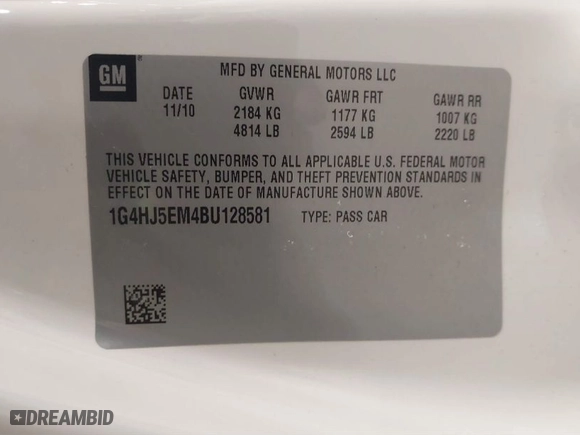 GM
MFD BY GENERAL MOTORS LLC
DATE GVWR GAWR FRT GAWR RR
11/10 2184 KG 1177 KG 1007 KG
4814 LB 2594 LB 2220 LB
THIS VEHICLE CONFORMS TO ALL APPLICABLE U.S. FEDERAL MOTOR
VEHICLE SAFETY, BUMPER, AND THEFT PREVENTION STANDARDS IN
EFFECT ON THE DATE OF MANUFACTURE SHOWN ABOVE.
1G4HJ5EM4BU128581 TYPE: PASS CAR
DREAMBID